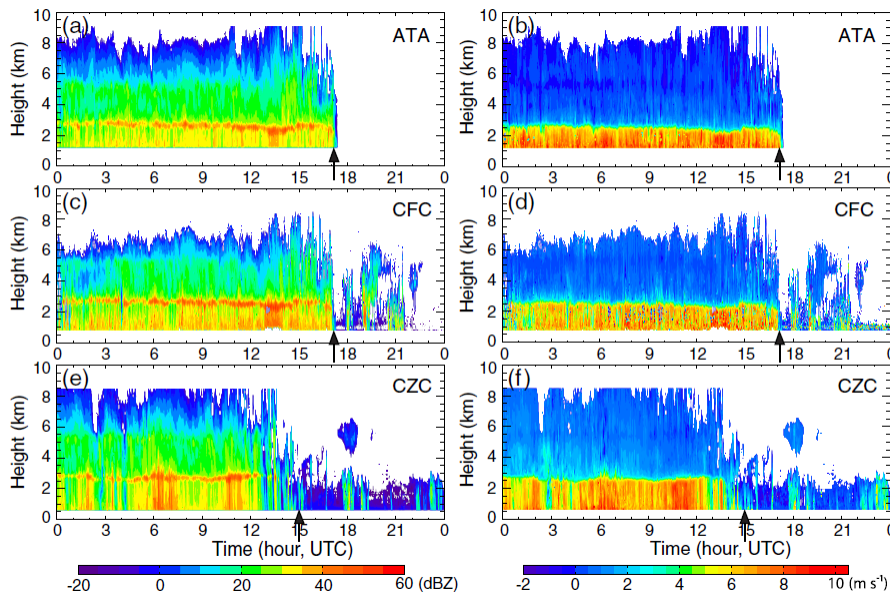 (a) ATA
(b) ATA
Height (km)
10
8
6
4
2
0
0 3 6 9 12 15 18 21 0
Height (km)
10
8
6
4
2
0
0 3 6 9 12 15 18 21 0
(c) CFC
(d) CFC
Height (km)
10
8
6
4
2
0
0 3 6 9 12 15 18 21 0
Height (km)
10
8
6
4
2
0
0 3 6 9 12 15 18 21 0
(e) CZC
(f) CZC
Height (km)
10
8
6
4
2
0
0 3 6 9 12 15 18 21 0
Time (hour, UTC)
Height (km)
10
8
6
4
2
0
0 3 6 9 12 15 18 21 0
Time (hour, UTC)
-20 0 20 40 60 (dBZ)
-2 0 2 4 6 8 10 (m s⁻¹)